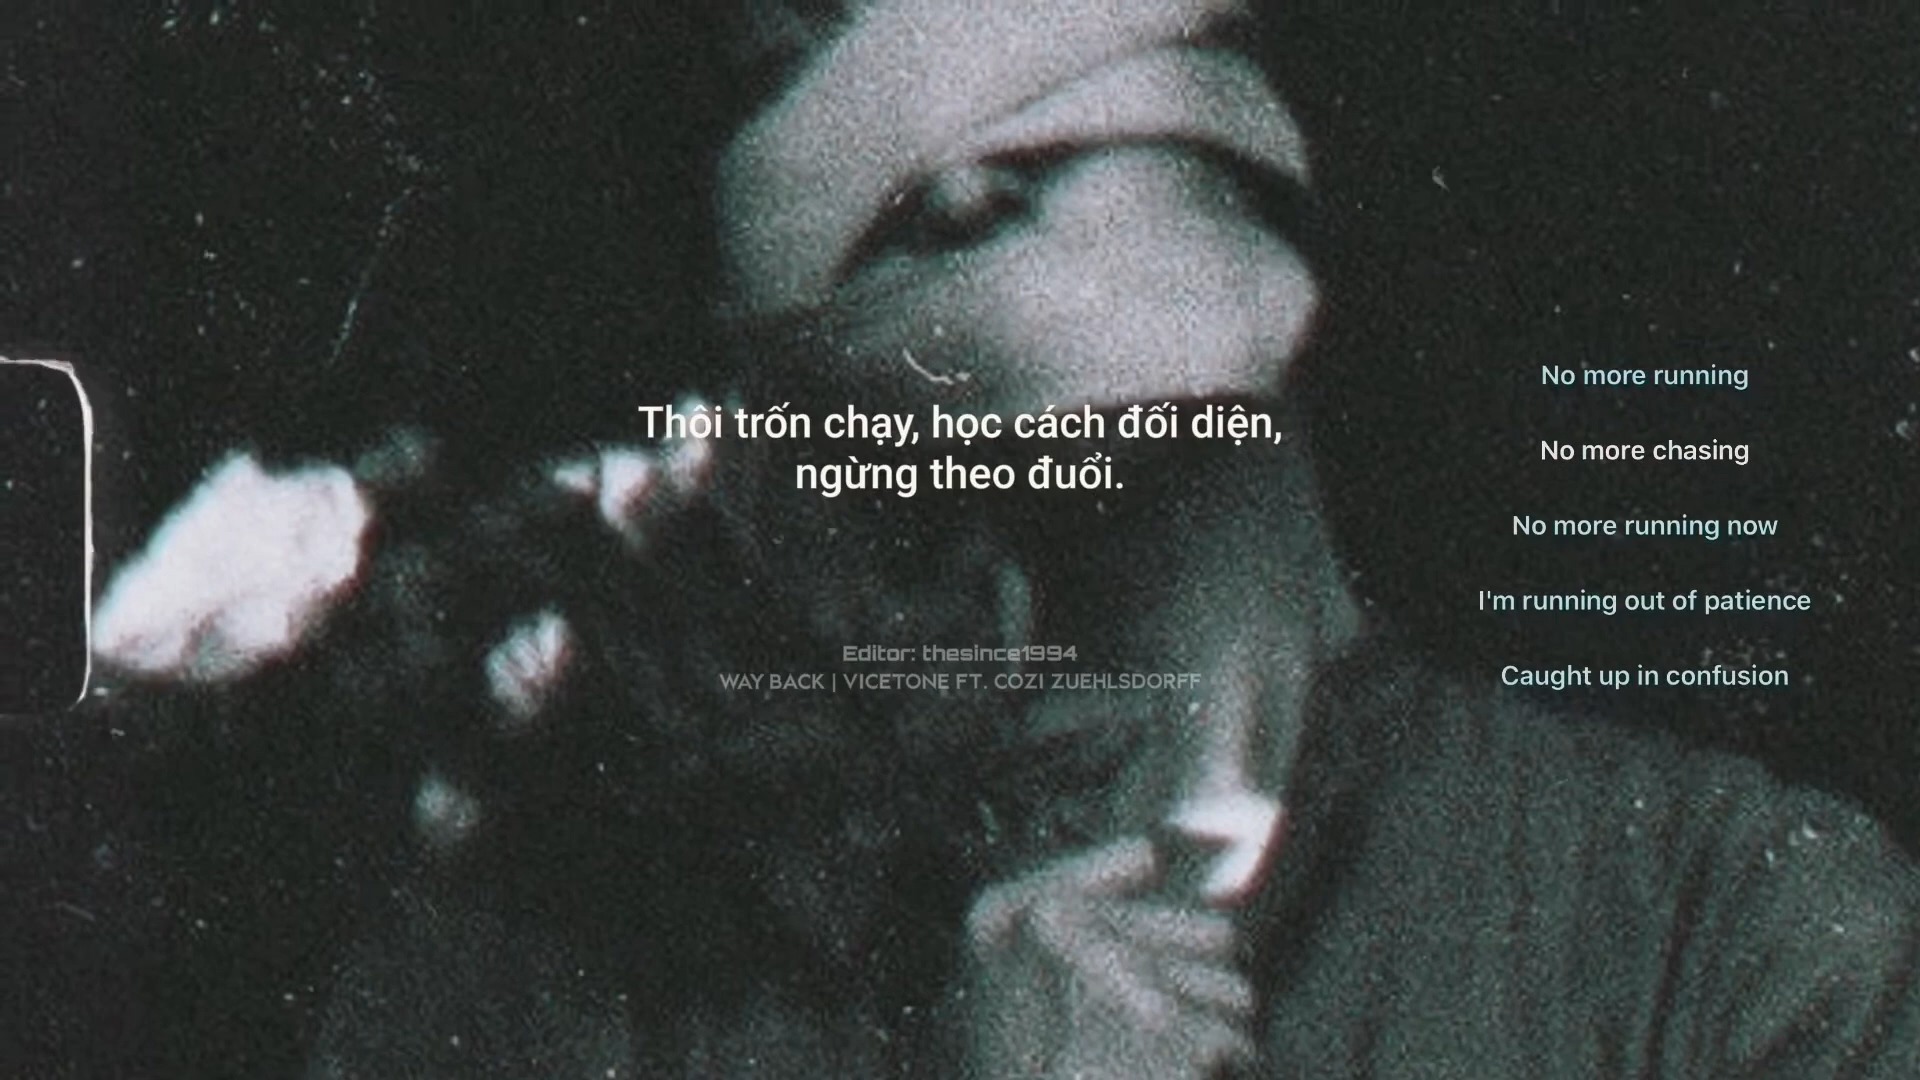 Thôi trốn chạy, học cách đối diện,
ngừng theo đuổi.
Editor: thesince1994
WAY BACK | VICETONE FT. COZI ZUEHLSDORFF
No more running
No more chasing
No more running now
I'm running out of patience
Caught up in confusion